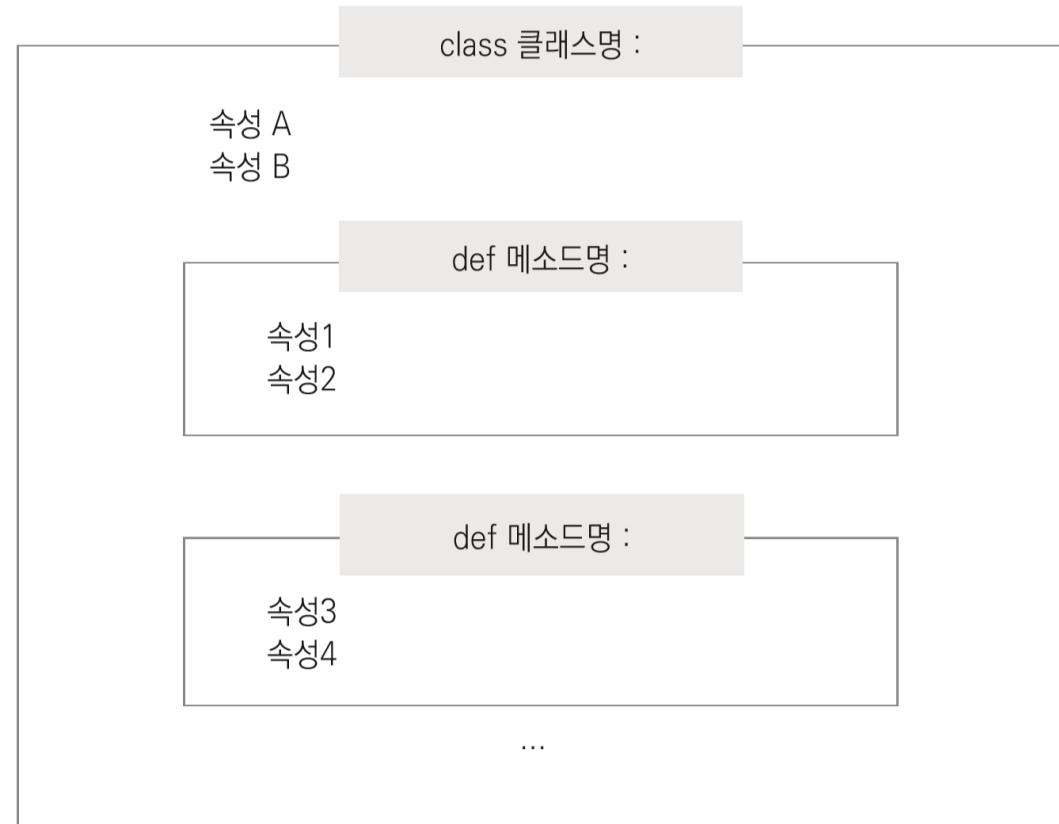 class 클래스명 :
속성 A
속성 B
def 메소드명 :
속성1
속성2
def 메소드명 :
속성3
속성4
...